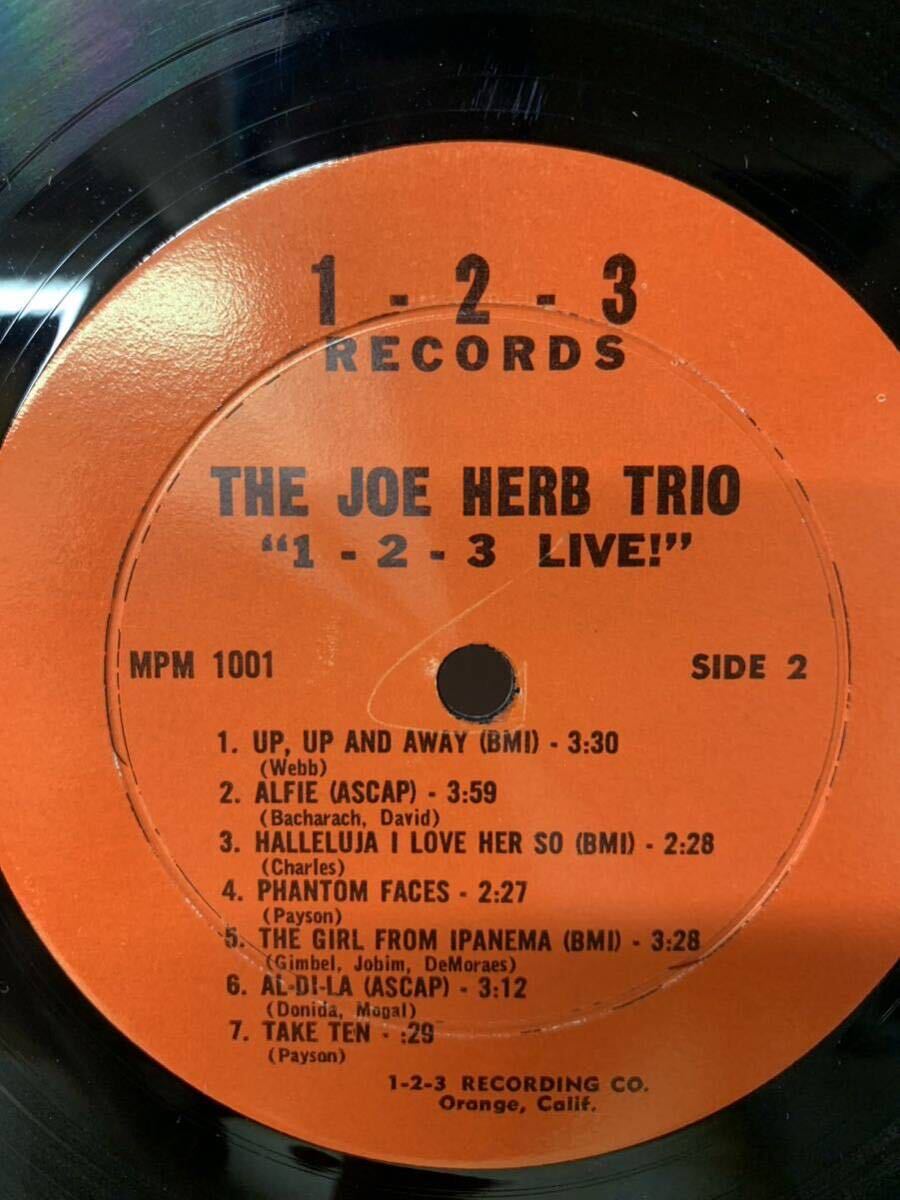 1 - 2 - 3
RECORDS
THE JOE HERB TRIO
“1 - 2 - 3 LIVE!”
MPM 1001
SIDE 2
1. UP, UP AND AWAY (BMI) - 3:30
(Webb)
2. ALFIE (ASCAP) - 3:59
(Bacharach, David)
3. HALLELUJA I LOVE HER SO (BMI) - 2:28
(Charles)
4. PHANTOM FACES - 2:27
(Payson)
5. THE GIRL FROM IPANEMA (BMI) - 3:28
(Gimbel, Jobim, DeMoraes)
6. AL-DI-LA (ASCAP) - 3:12
(Donida, Mogal)
7. TAKE TEN - :29
(Payson)
1-2-3 RECORDING CO.
Orange, Calif.